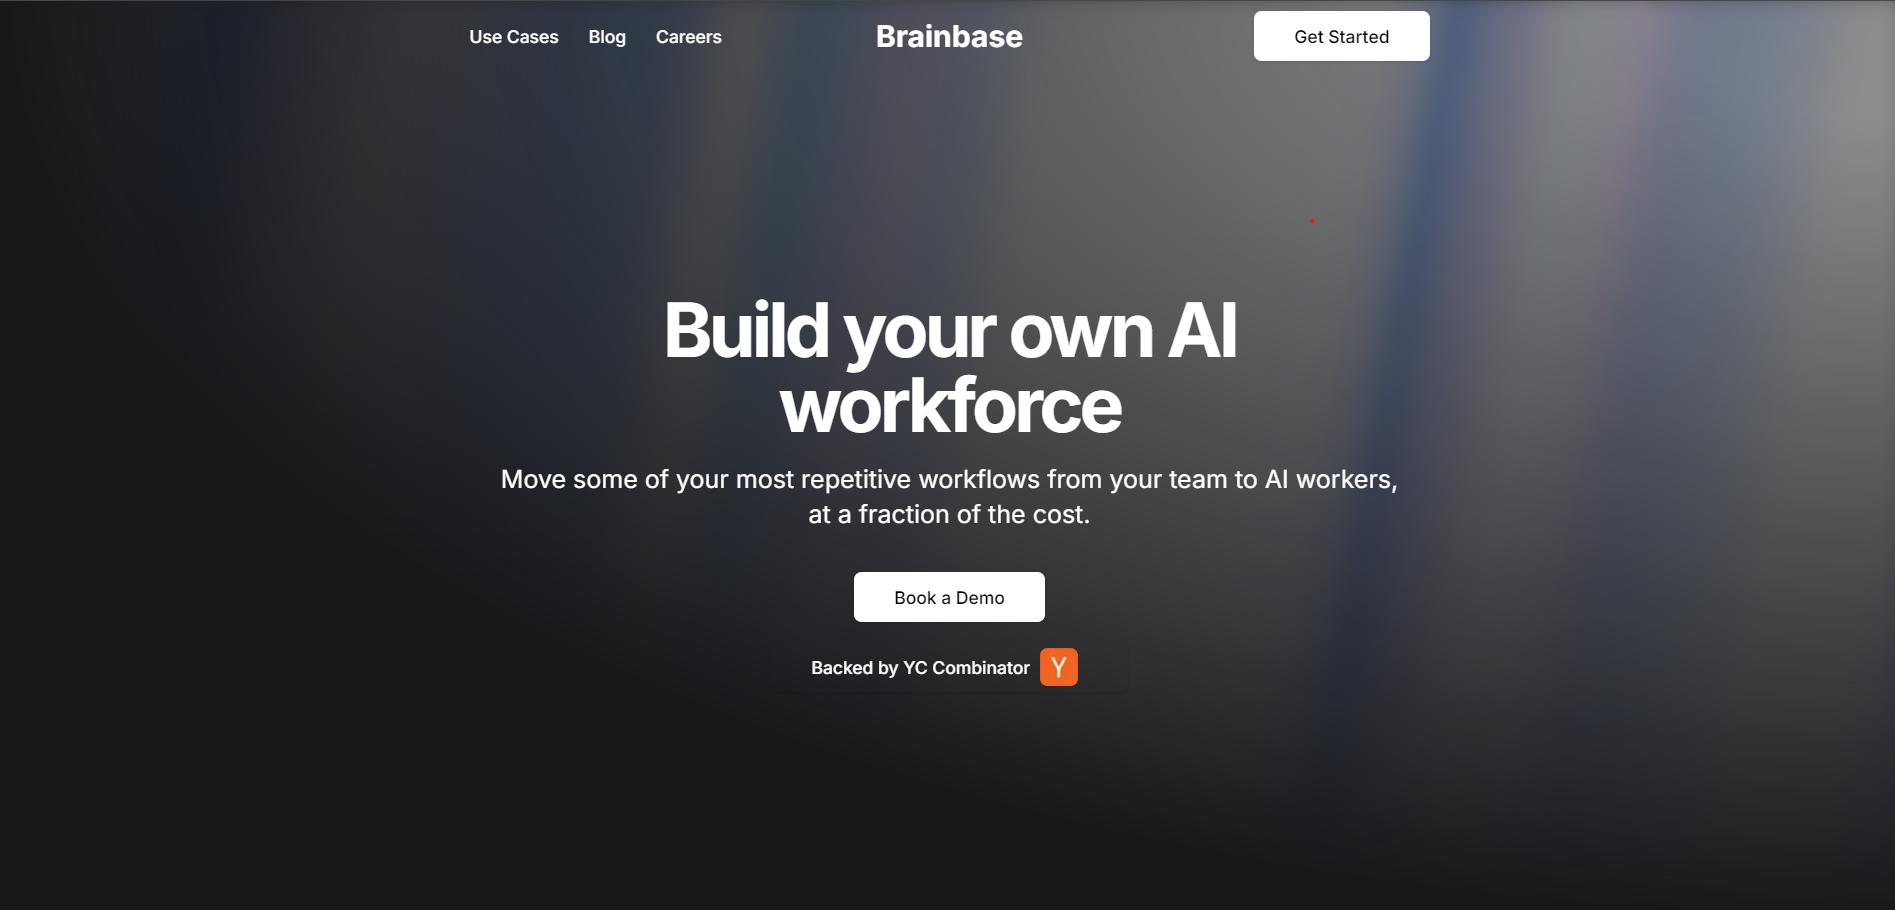 Use Cases Blog Careers Brainbase Get Started
Build your own AI
workforce
Move some of your most repetitive workflows from your team to AI workers,
at a fraction of the cost.
Book a Demo
Backed by YC Combinator Y